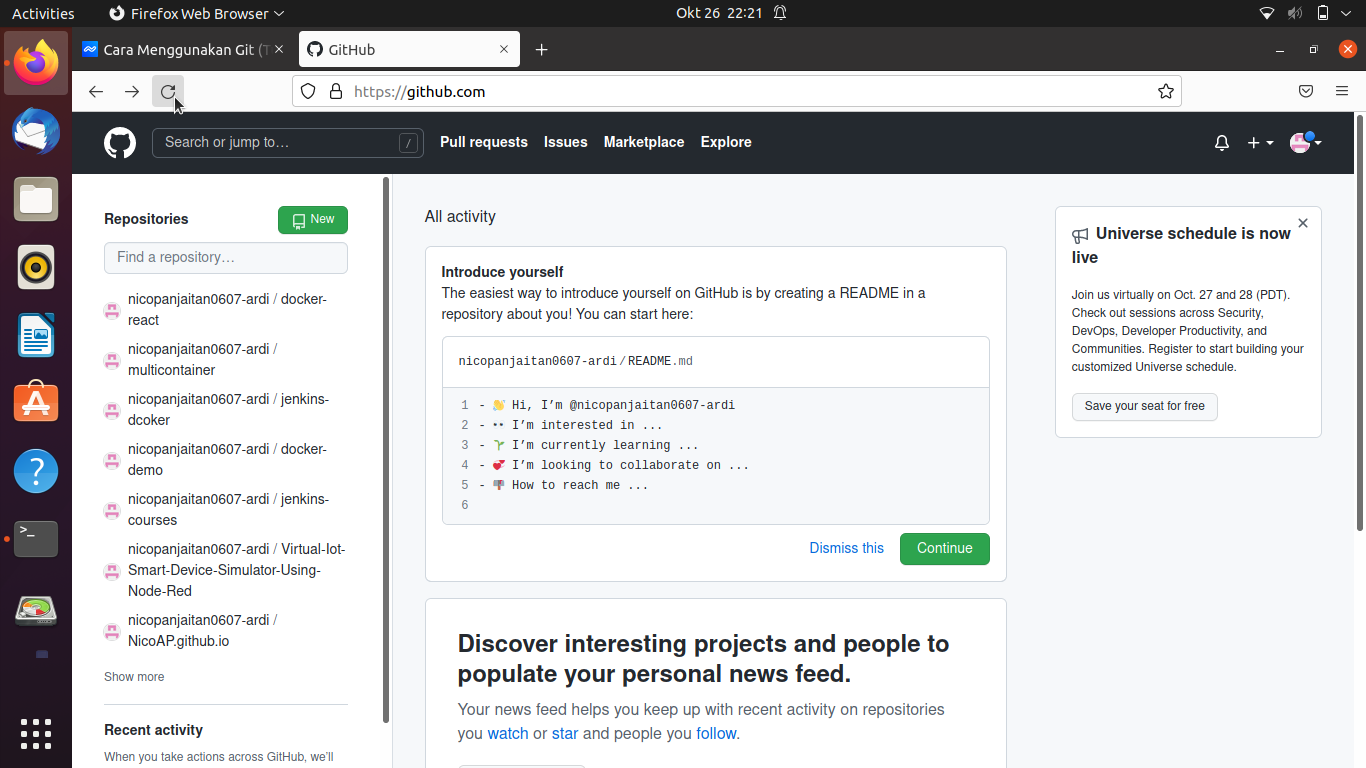 Activities
Firefox Web Browser
Okt 26 22:21
Cara Menggunakan Git (T
GitHub
https://github.com
Search or jump to…
/
Pull requests
Issues
Marketplace
Explore
Repositories
New
Find a repository…
nicopanjaitan0607-ardi / docker-
react
nicopanjaitan0607-ardi /
multicontainer
nicopanjaitan0607-ardi / jenkins-
dcoker
nicopanjaitan0607-ardi / docker-
demo
nicopanjaitan0607-ardi / jenkins-
courses
nicopanjaitan0607-ardi / Virtual-Iot-
Smart-Device-Simulator-Using-
Node-Red
nicopanjaitan0607-ardi /
NicoAP.github.io
Show more
Recent activity
When you take actions across GitHub, we'll
All activity
Introduce yourself
The easiest way to introduce yourself on GitHub is by creating a README in a
repository about you! You can start here:
nicopanjaitan0607-ardi / README.md
1 - 👋 Hi, I’m @nicopanjaitan0607-ardi
2 - 👀 I’m interested in ...
3 - 🌱 I’m currently learning ...
4 - 💞️ I’m looking to collaborate on ...
5 - 📫 How to reach me ...
6
Dismiss this
Continue
Discover interesting projects and people to
populate your personal news feed.
Your news feed helps you keep up with recent activity on repositories
you watch or star and people you follow.
Universe schedule is now
live
Join us virtually on Oct. 27 and 28 (PDT).
Check out sessions across Security,
DevOps, Developer Productivity, and
Communities. Register to start building your
customized Universe schedule.
Save your seat for free